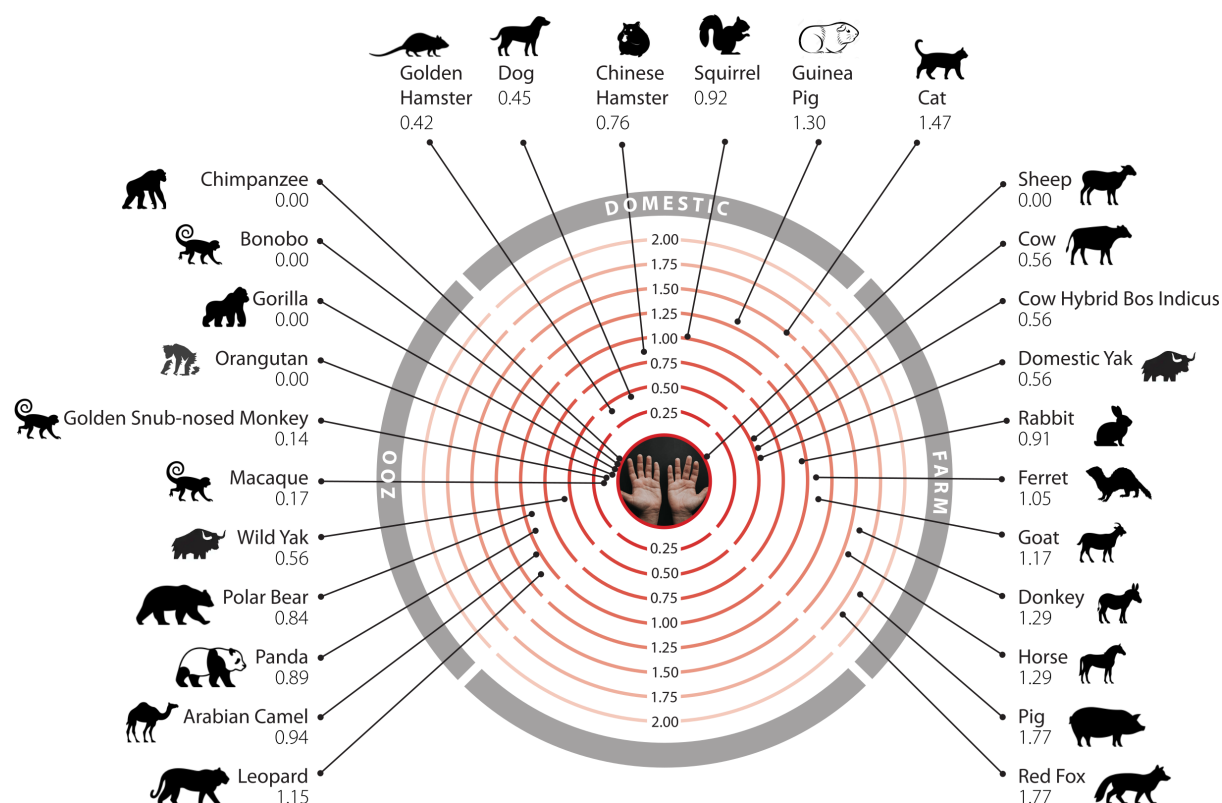 Golden
Hamster
0.42
Dog
0.45
Chinese
Hamster
0.76
Squirrel
0.92
Guinea
Pig
1.30
Cat
1.47
Chimpanzee
0.00
Bonobo
0.00
Gorilla
0.00
Orangutan
0.00
Golden Snub-nosed Monkey
0.14
Macaque
0.17
Wild Yak
0.56
Polar Bear
0.84
Panda
0.89
Arabian Camel
0.94
Leopard
1.15
DOMESTIC
2.00
1.75
1.50
1.25
1.00
0.75
0.50
0.25
ZOO
FARM
0.25
0.50
0.75
1.00
1.25
1.50
1.75
2.00
Sheep
0.00
Cow
0.56
Cow Hybrid Bos Indicus
0.56
Domestic Yak
0.56
Rabbit
0.91
Ferret
1.05
Goat
1.17
Donkey
1.29
Horse
1.29
Pig
1.77
Red Fox
1.77